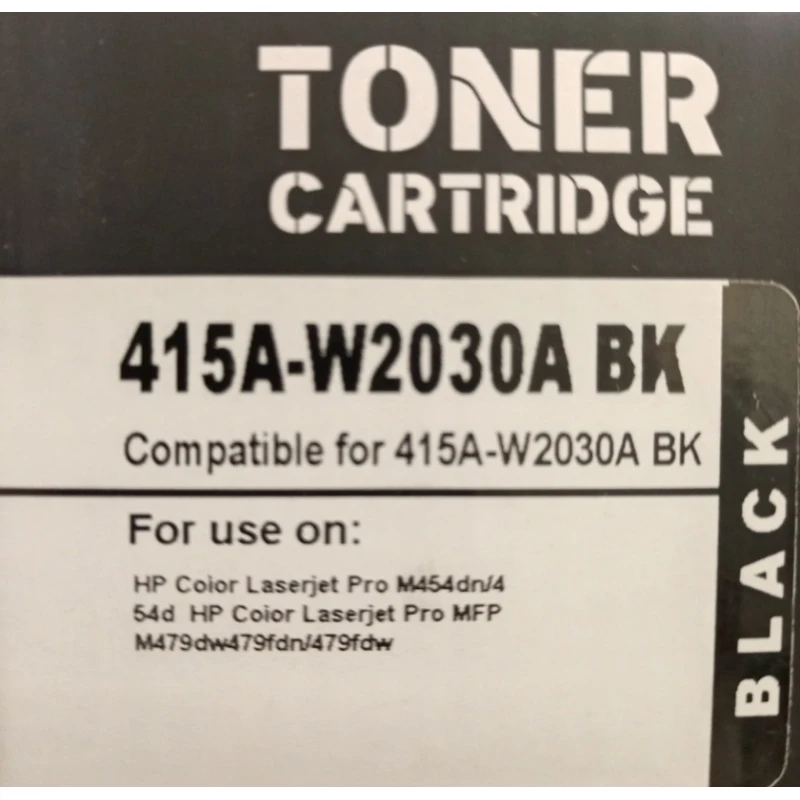 TONER
CARTRIDGE
415A-W2030A BK
Compatible for 415A-W2030A BK
For use on:
HP Color Laserjet Pro M454dn/4
54d HP Color Laserjet Pro MFP
M479dw479fdn/479fdw
BLACK